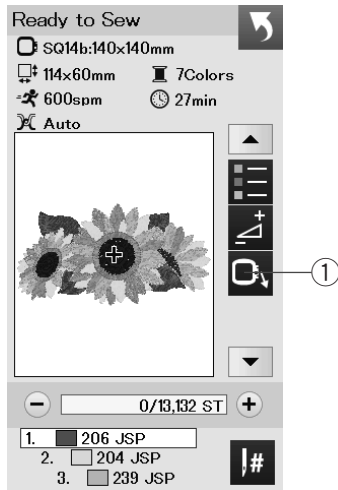 Ready to Sew
SQ14b:140x140mm
114x60mm 7Colors
600spm 27min
Auto
+
1
− 0/13,132 ST +
1. 206 JSP
2. 204 JSP
3. 239 JSP
#